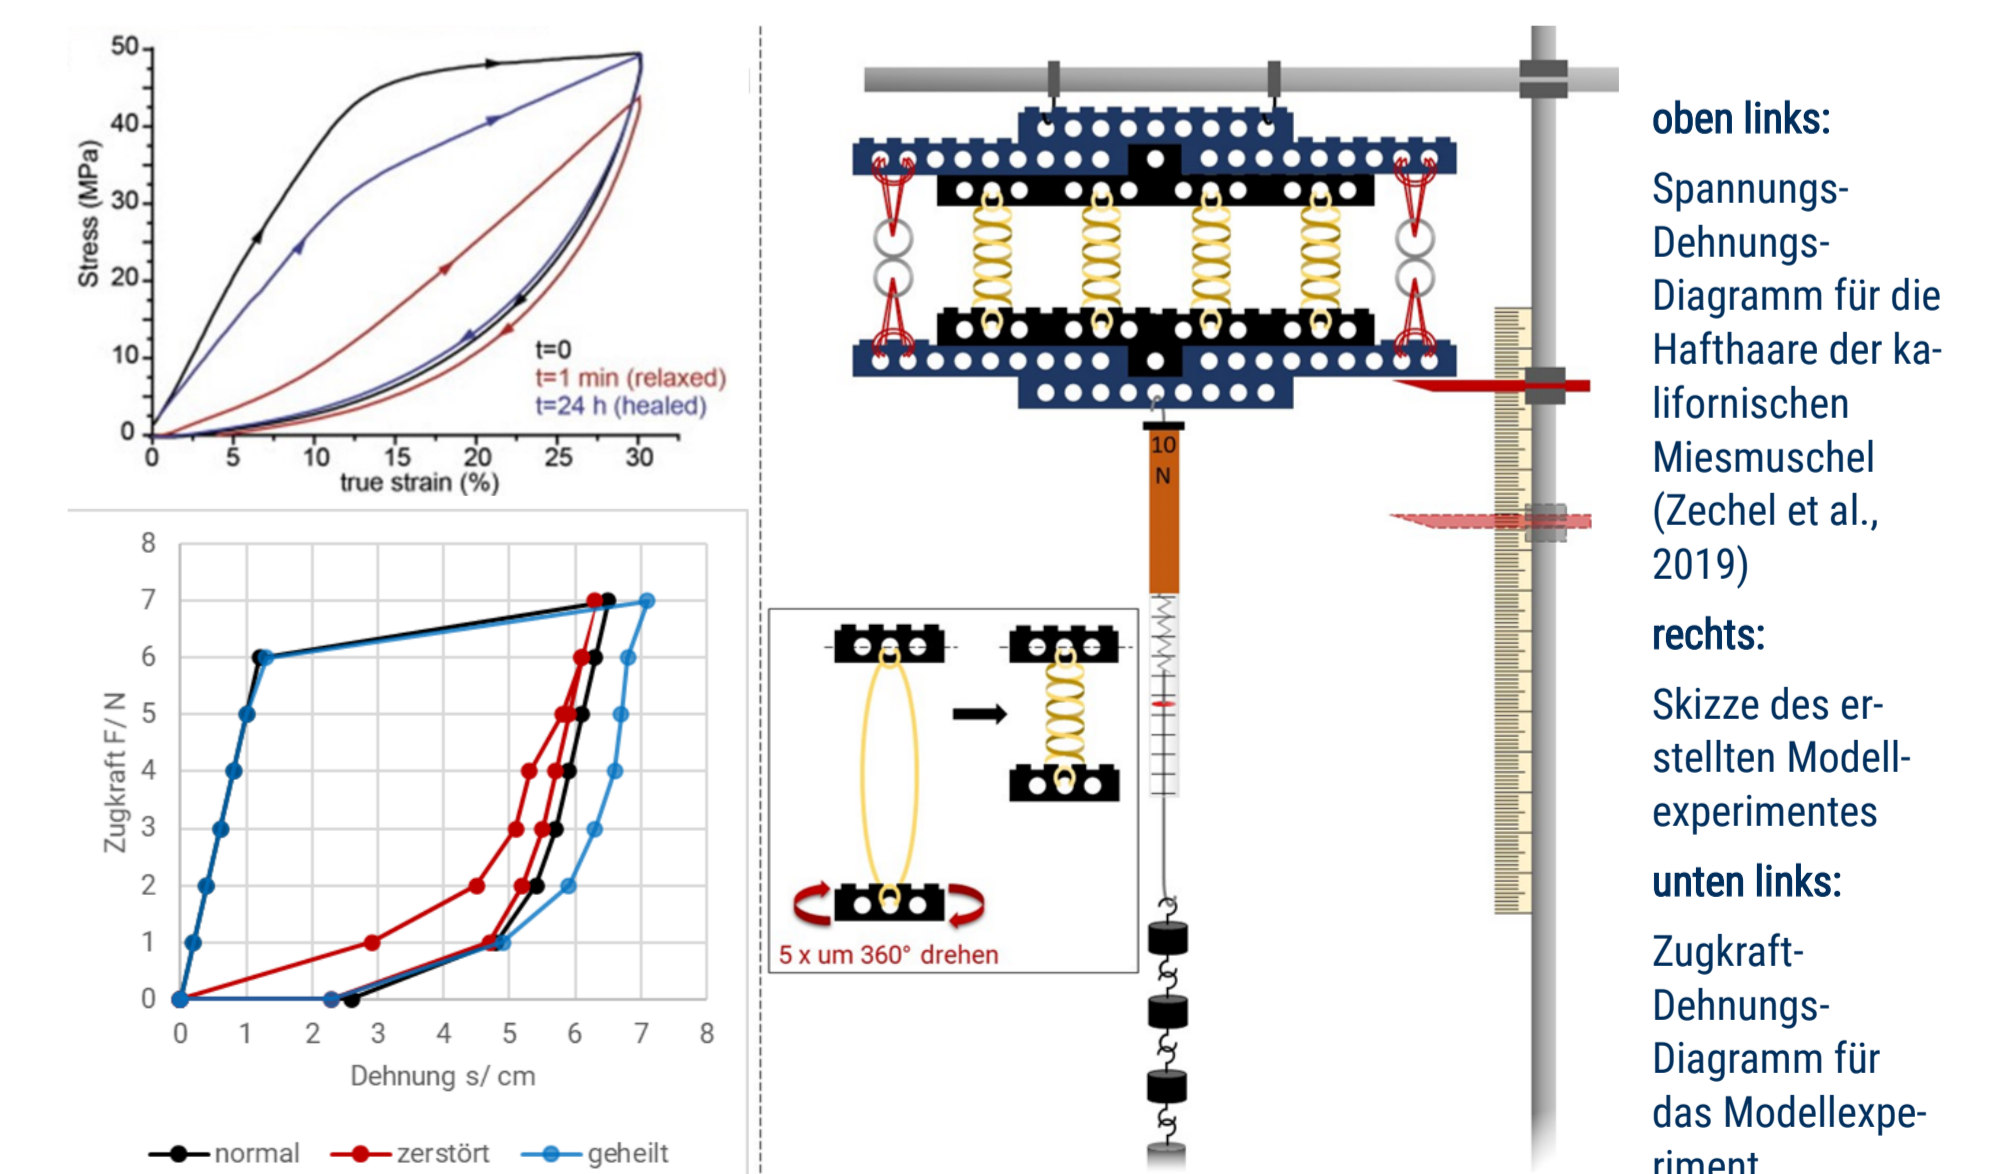 50
40
30
20
10
0
Stress (MPa)
0 5 10 15 20 25 30
true strain (%)
t=0
t=1 min (relaxed)
t=24 h (healed)
8
7
6
5
4
3
2
1
0
Zugkraft F/ N
0 1 2 3 4 5 6 7 8
Dehnung s/ cm
normal zerstört geheilt
10
N
5 x um 360° drehen
oben links:
Spannungs-
Dehnungs-
Diagramm für die
Hafthaare der ka-
lifornischen
Miesmuschel
(Zechel et al.,
2019)
rechts:
Skizze des er-
stellten Modell-
experimentes
unten links:
Zugkraft-
Dehnungs-
Diagramm für
das Modellexpe-
riment